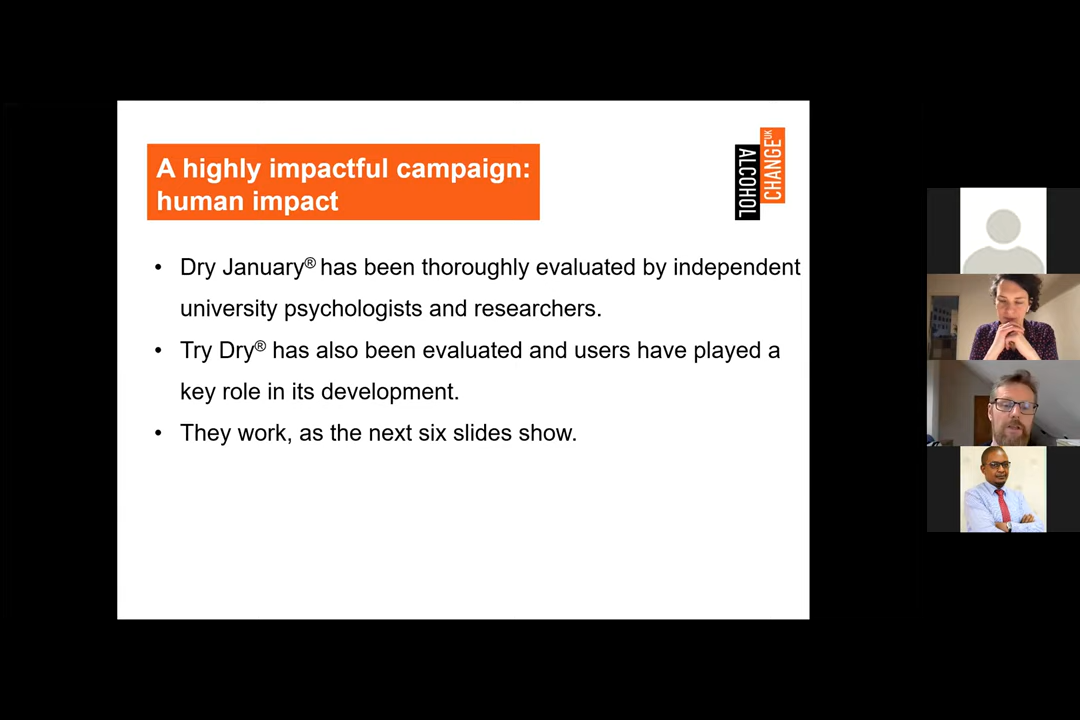 A highly impactful campaign:
human impact
ALCOHOL
CHANGE UK
• Dry January® has been thoroughly evaluated by independent
university psychologists and researchers.
• Try Dry® has also been evaluated and users have played a
key role in its development.
• They work, as the next six slides show.